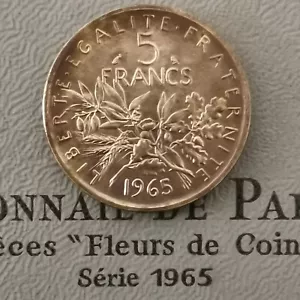 LIBERTE · EGALITE · FRATERNITE
5
FRANCS
1965
ONNAIE DE PA
èces "Fleurs de Coin
Série 1965